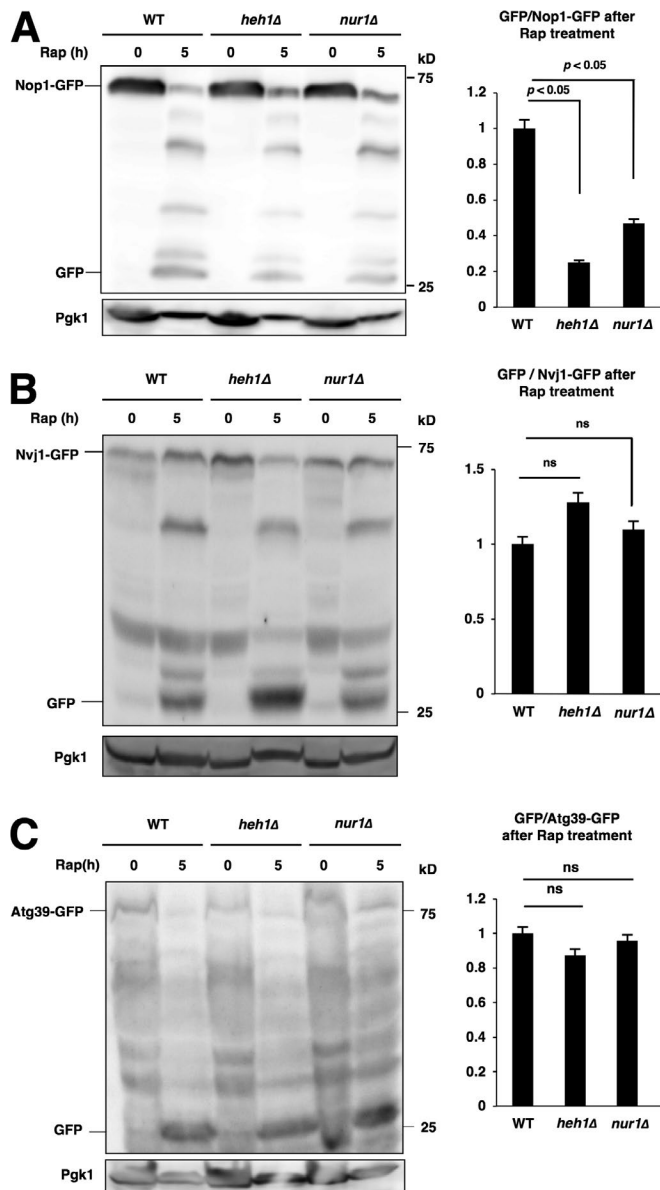 A
WT heh1Δ nur1Δ
Rap (h) 0 5 0 5 0 5 kD
Nop1-GFP
75
GFP
25
Pgk1
GFP/Nop1-GFP after
Rap treatment
p < 0.05
p < 0.05
1.2
1
0.8
0.6
0.4
0.2
0
WT heh1Δ nur1Δ
B
WT heh1Δ nur1Δ
Rap (h) 0 5 0 5 0 5 kD
Nvj1-GFP
75
GFP
25
Pgk1
GFP / Nvj1-GFP after
Rap treatment
ns
ns
1.5
1
0.5
0
WT heh1Δ nur1Δ
C
WT heh1Δ nur1Δ
Rap(h) 0 5 0 5 0 5 kD
Atg39-GFP
75
GFP
25
Pgk1
GFP/Atg39-GFP
after Rap treatment
ns
ns
1.2
1
0.8
0.6
0.4
0.2
0
WT heh1Δ nur1Δ